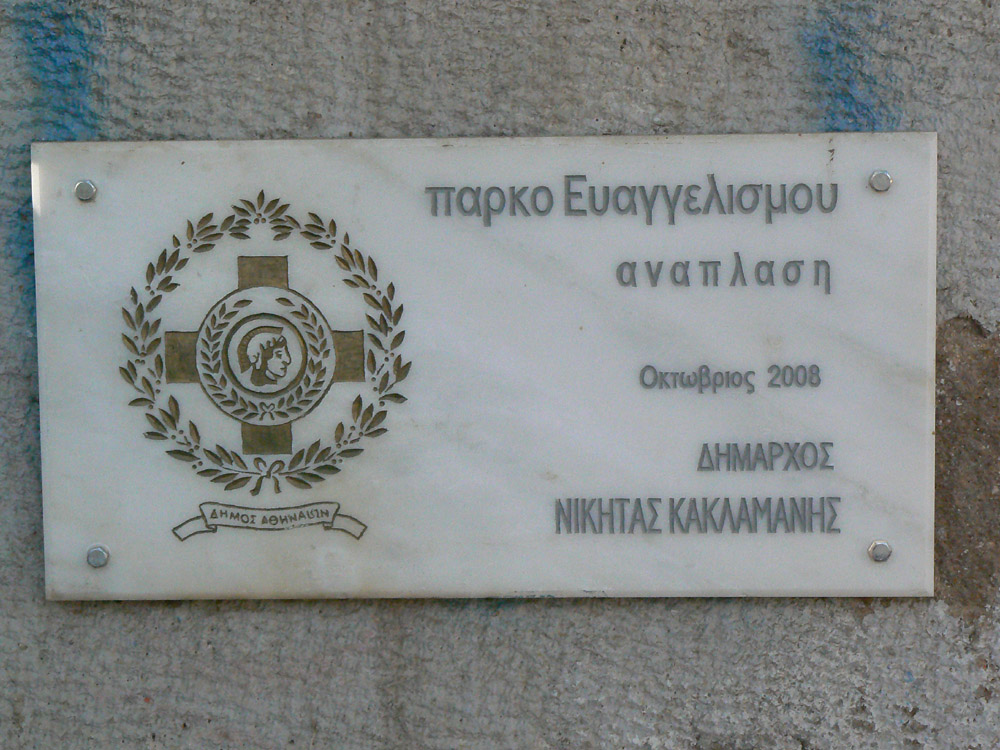 παρκο Ευαγγελισμου
αναπλαση
Οκτωβριος 2008
ΔΗΜΑΡΧΟΣ
ΝΙΚΗΤΑΣ ΚΑΚΛΑΜΑΝΗΣ
ΔΗΜΟΣ ΑΘΗΝΑΙΩΝ